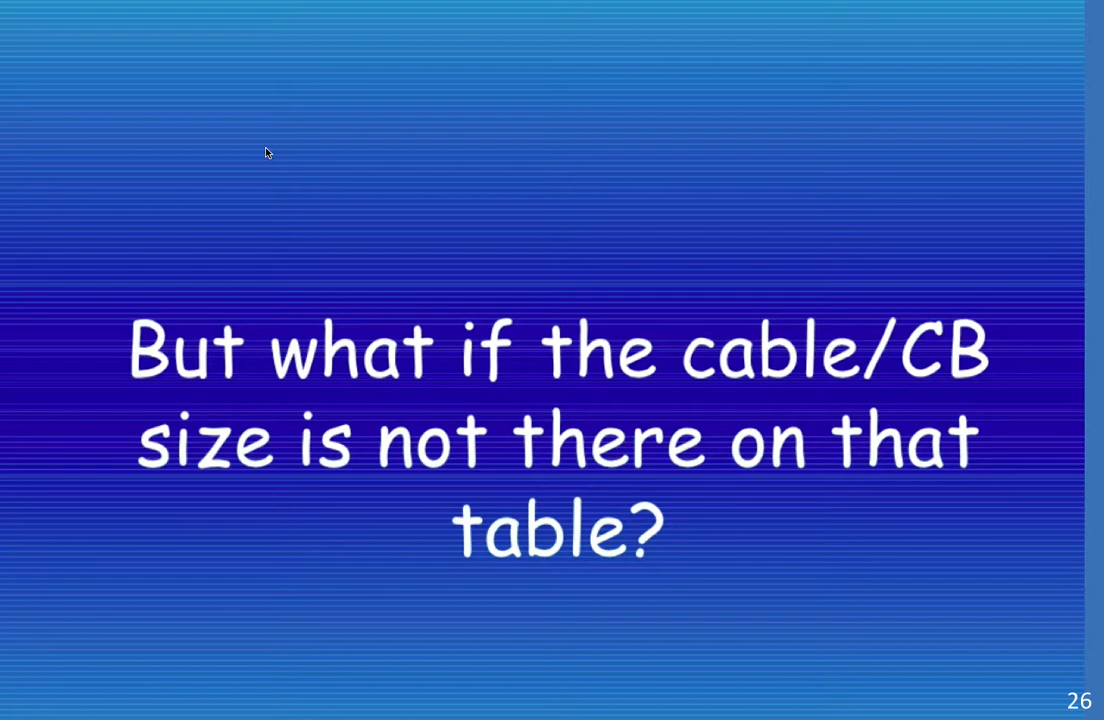 But what if the cable/CB
size is not there on that
table?
26